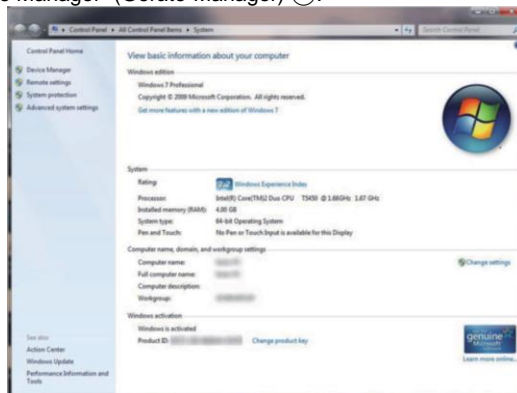 Manager" (Geräte-Manager)
Control Panel ▸ All Control Panel Items ▸ System
Search Control Panel
Control Panel Home
Device Manager
Remote settings
System protection
Advanced system settings
View basic information about your computer
Windows edition
Windows 7 Professional
Copyright © 2009 Microsoft Corporation. All rights reserved.
Get more features with a new edition of Windows 7
System
Rating:
Windows Experience Index
Processor: Intel(R) Core(TM)2 Duo CPU T5450 @ 1.66GHz 1.67 GHz
Installed memory (RAM): 4.00 GB
System type: 64-bit Operating System
Pen and Touch: No Pen or Touch Input is available for this Display
Computer name, domain, and workgroup settings
Computer name:
Change settings
Full computer name:
Computer description:
Workgroup:
Windows activation
Windows is activated
Product ID:
Change product key
genuine
Microsoft
software
Learn more online...
See also
Action Center
Windows Update
Performance Information and
Tools